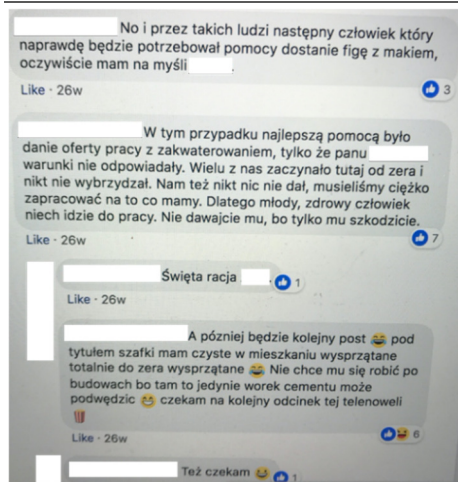 No i przez takich ludzi następny człowiek który
naprawdę będzie potrzebował pomocy dostanie figę z makiem,
oczywiście mam na myśli .
Like · 26w 3
W tym przypadku najlepszą pomocą było
danie oferty pracy z zakwaterowaniem, tylko że panu
warunki nie odpowiadały. Wielu z nas zaczynało tutaj od zera i
nikt nie wybrzydzał. Nam też nikt nic nie dał, musieliśmy ciężko
zapracować na to co mamy. Dlatego młody, zdrowy człowiek
niech idzie do pracy. Nie dawajcie mu, bo tylko mu szkodzicie.
Like · 26w 7
Święta racja . 1
Like · 26w
A później będzie kolejny post 😂 pod
tytułem szafki mam czyste w mieszkaniu wysprzątane
totalnie do zera wysprzątane 😂 Nie chce mu się robić po
budowach bo tam to jedynie worek cementu może
podwędzic 😁 czekam na kolejny odcinek tej telenoweli
🍿
Like · 26w 6
Też czekam 😆 1